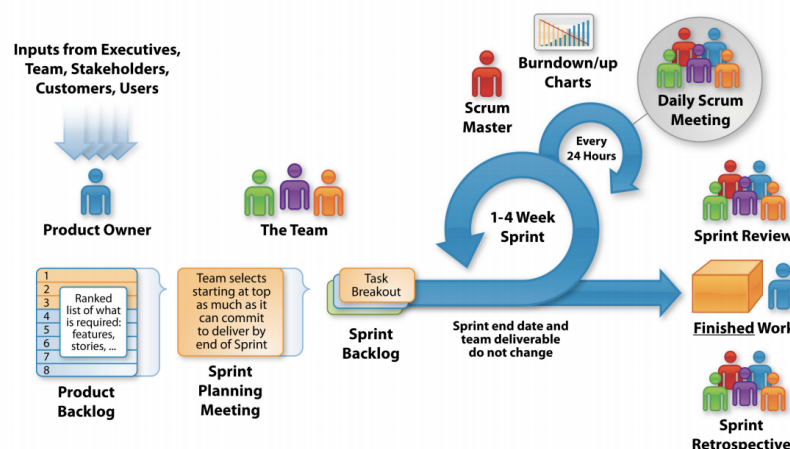 Inputs from Executives,
Team, Stakeholders,
Customers, Users
Product Owner
The Team
Scrum
Master
Burndown/up
Charts
Daily Scrum
Meeting
Every
24 Hours
1-4 Week
Sprint
1
2
3
4
5
6
7
8
Ranked
list of what
is required:
features,
stories, ...
Product
Backlog
Team selects
starting at top
as much as it
can commit
to deliver by
end of Sprint
Sprint
Planning
Meeting
Task
Breakout
Sprint
Backlog
Sprint end date and
team deliverable
do not change
Sprint Review
Finished Work
Sprint
Retrospective